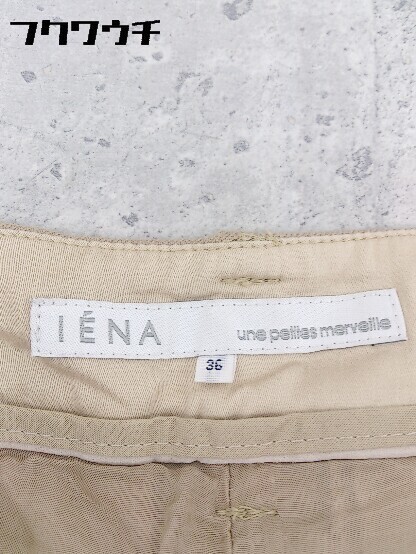 フクワウチ
IÉNA
une petites merveille
36